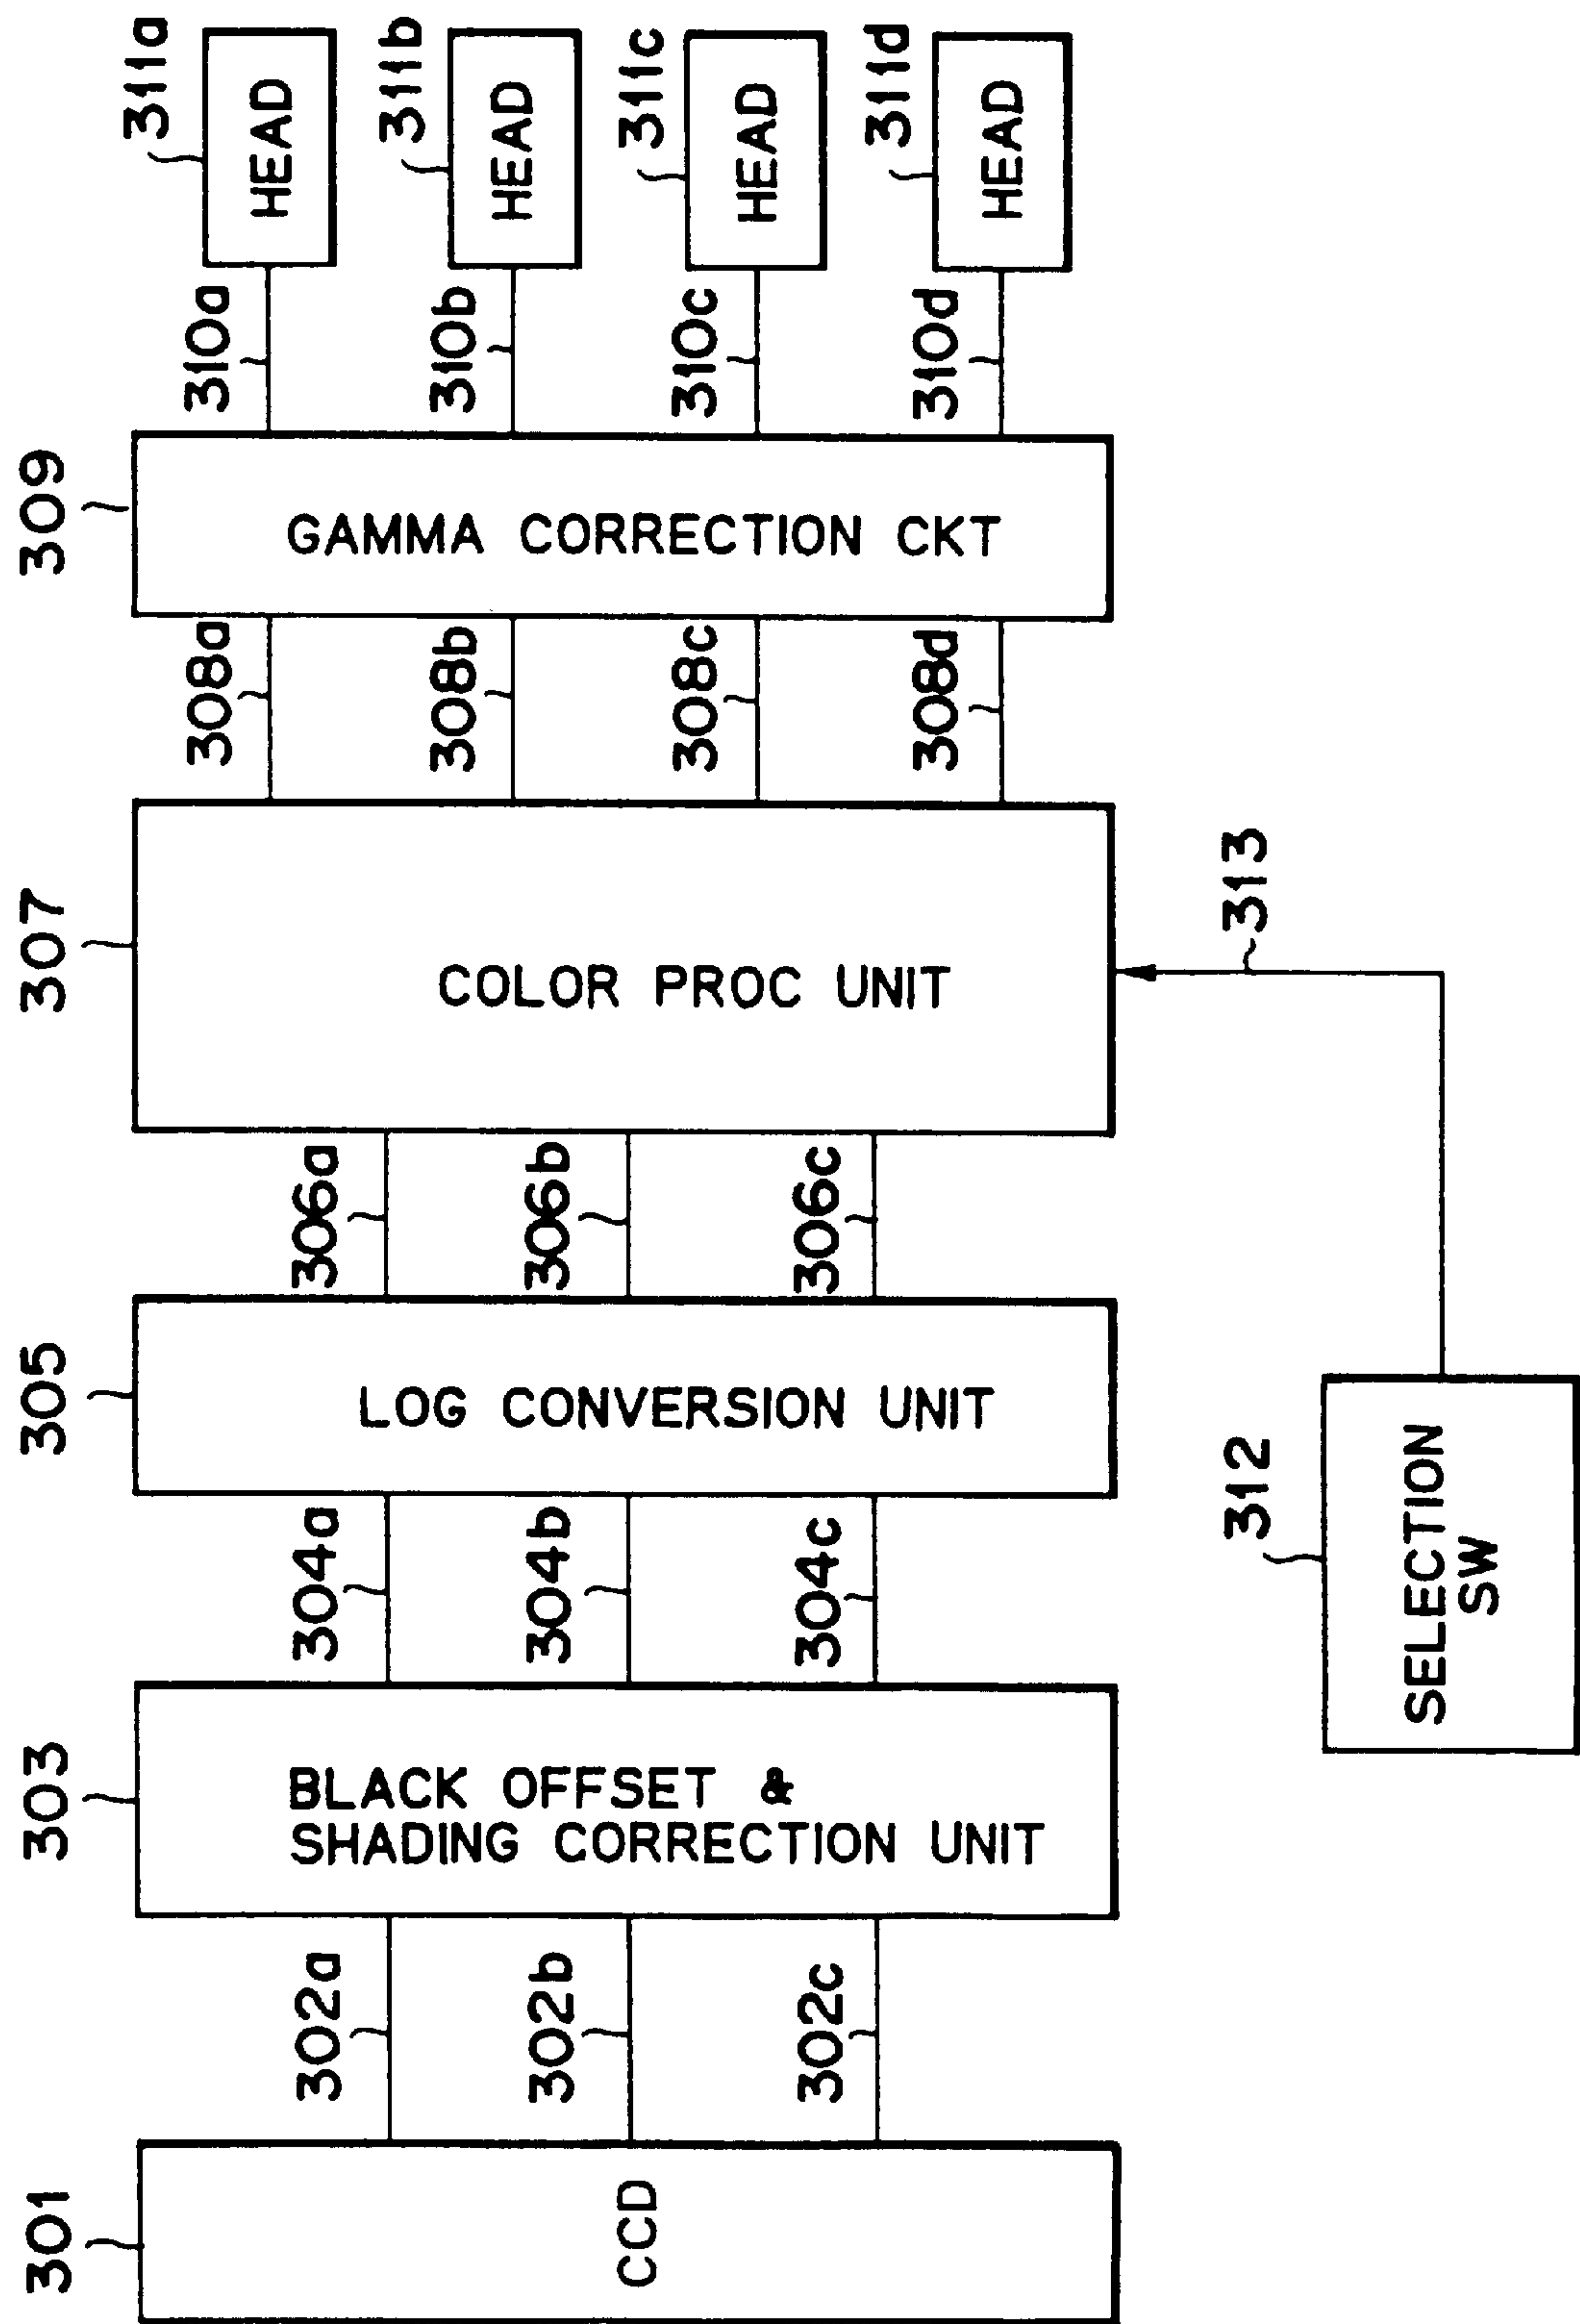 301
303
305
307
309
311a
HEAD
302a
304a
306a
308a
310a
311b
HEAD
302b
304b
306b
308b
310b
311c
HEAD
302c
304c
306c
308c
310c
311d
HEAD
308d
310d
CCD
BLACK OFFSET &
SHADING CORRECTION UNIT
LOG CONVERSION UNIT
COLOR PROC UNIT
GAMMA CORRECTION CKT
312
313
SELECTION
SW